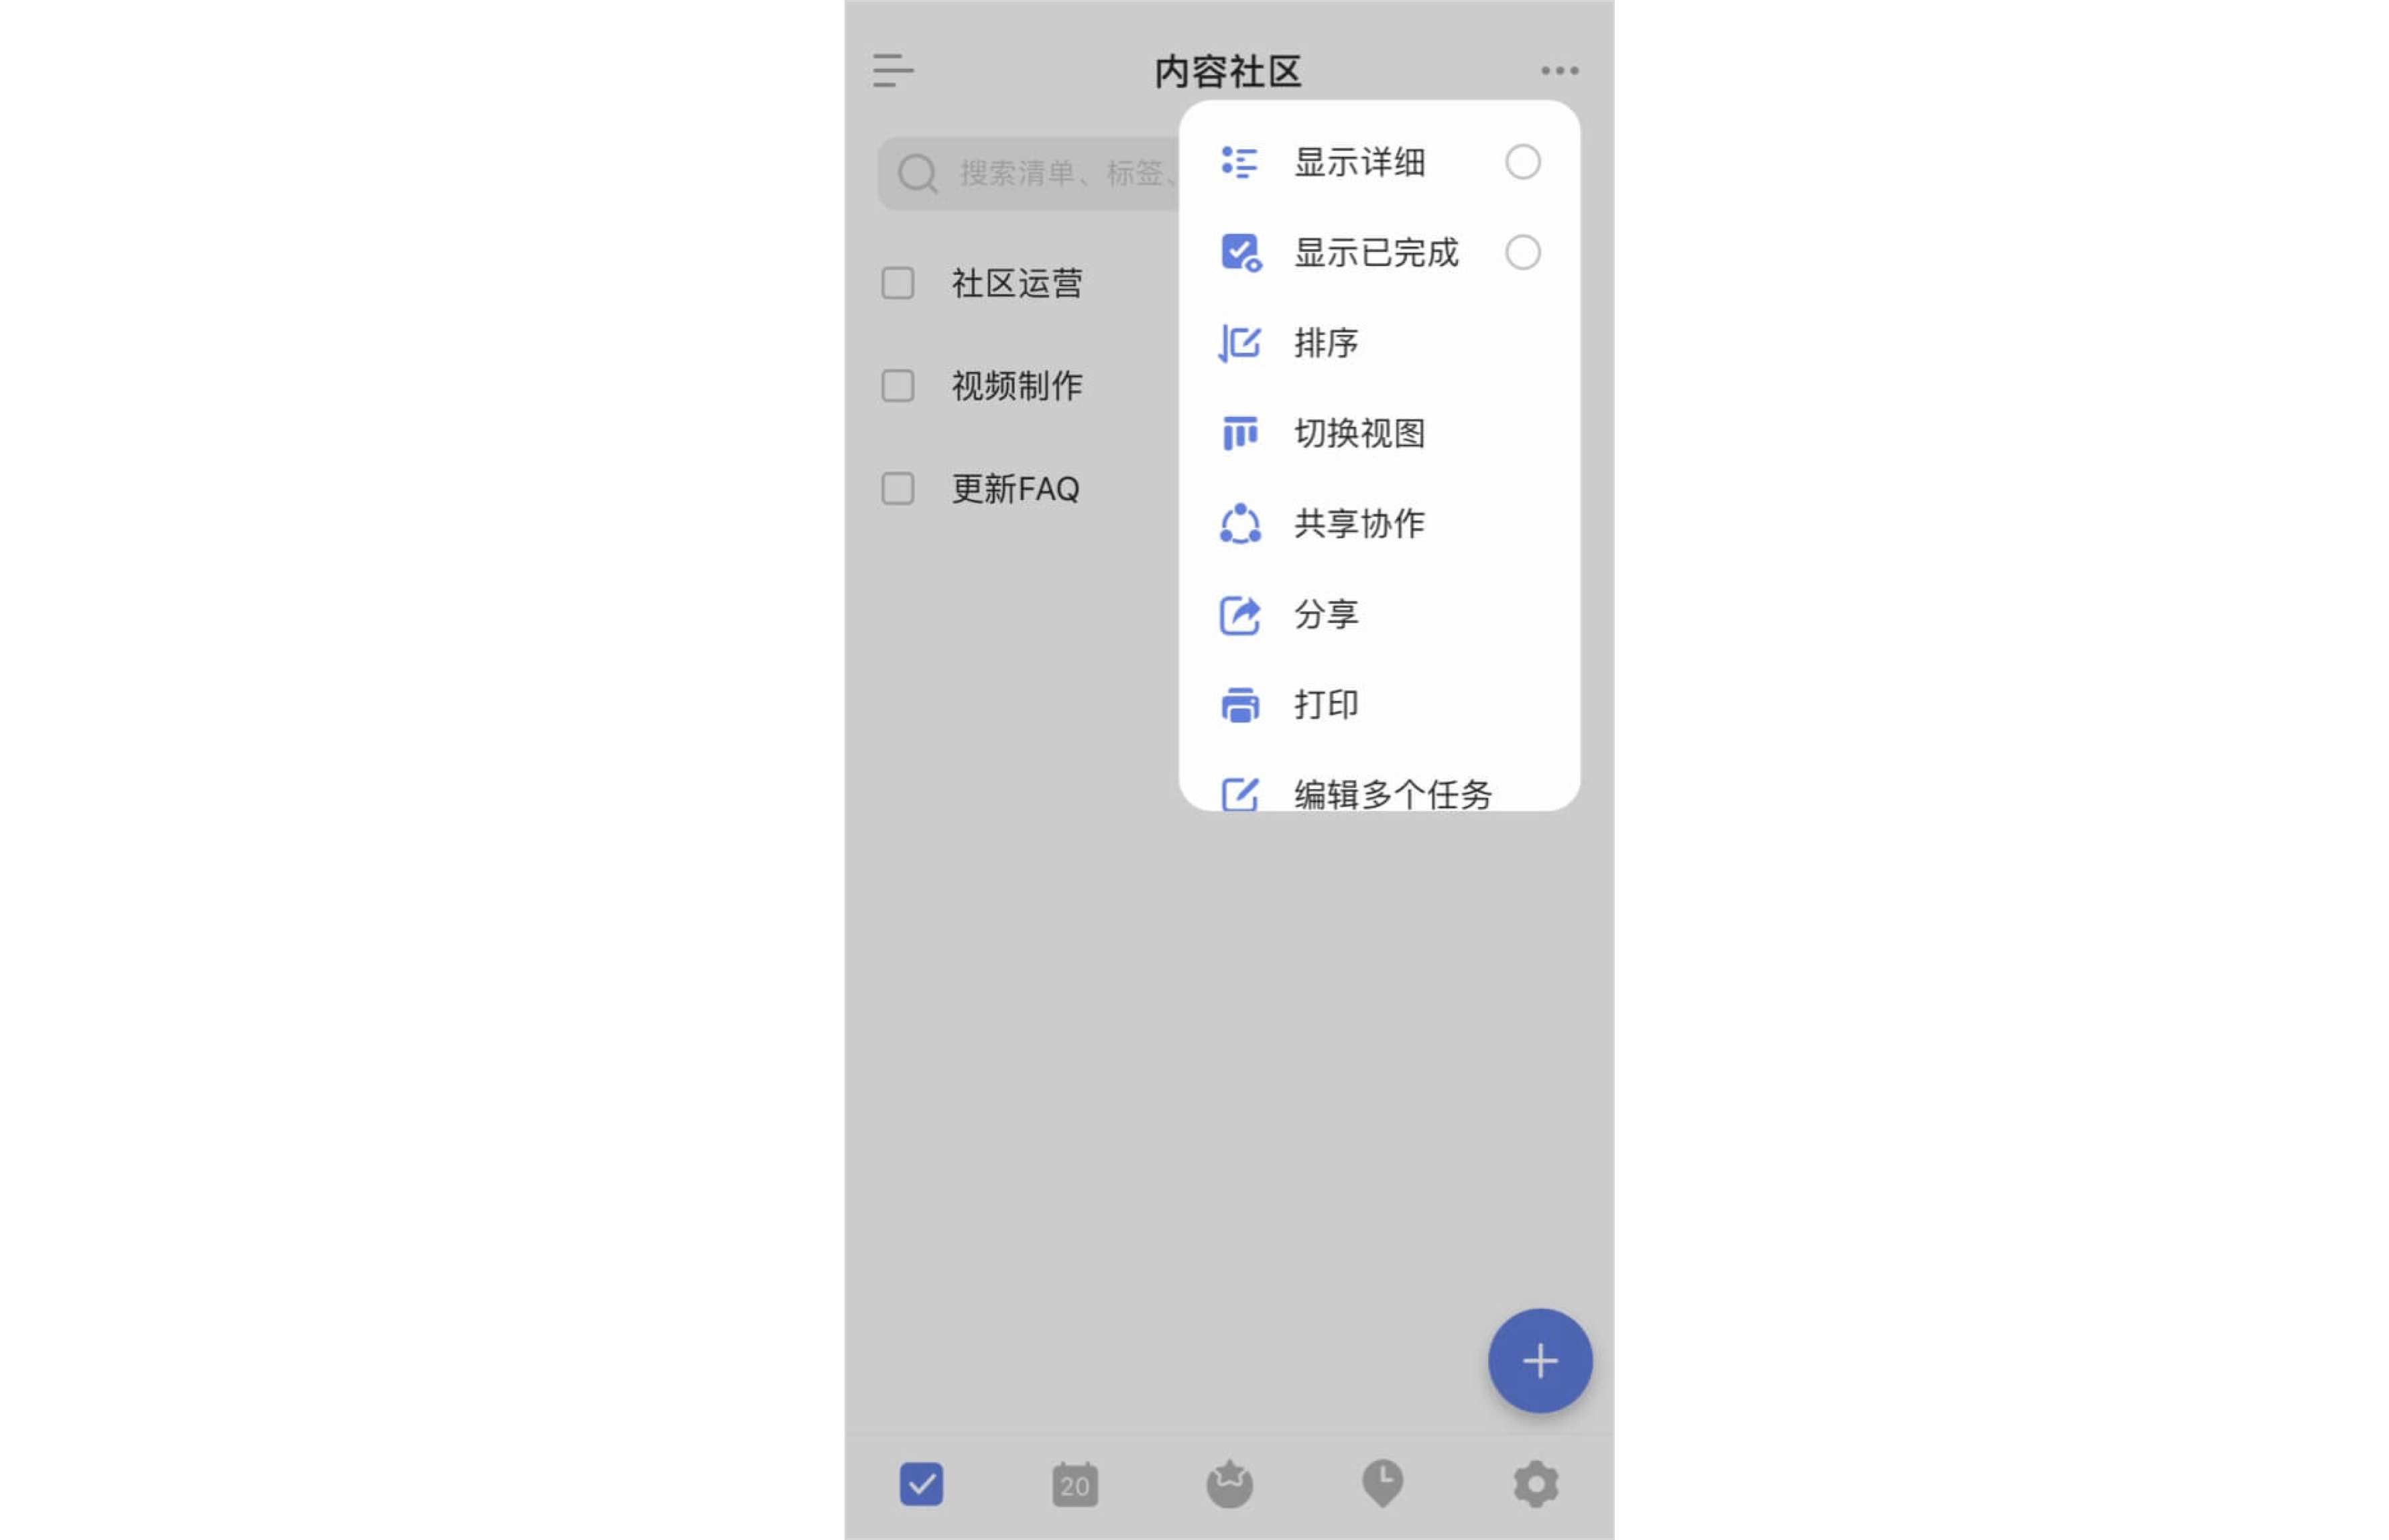 内容社区
搜索清单、标签、
社区运营
视频制作
更新FAQ
显示详细
显示已完成
排序
切换视图
共享协作
分享
打印
编辑多个任务
20